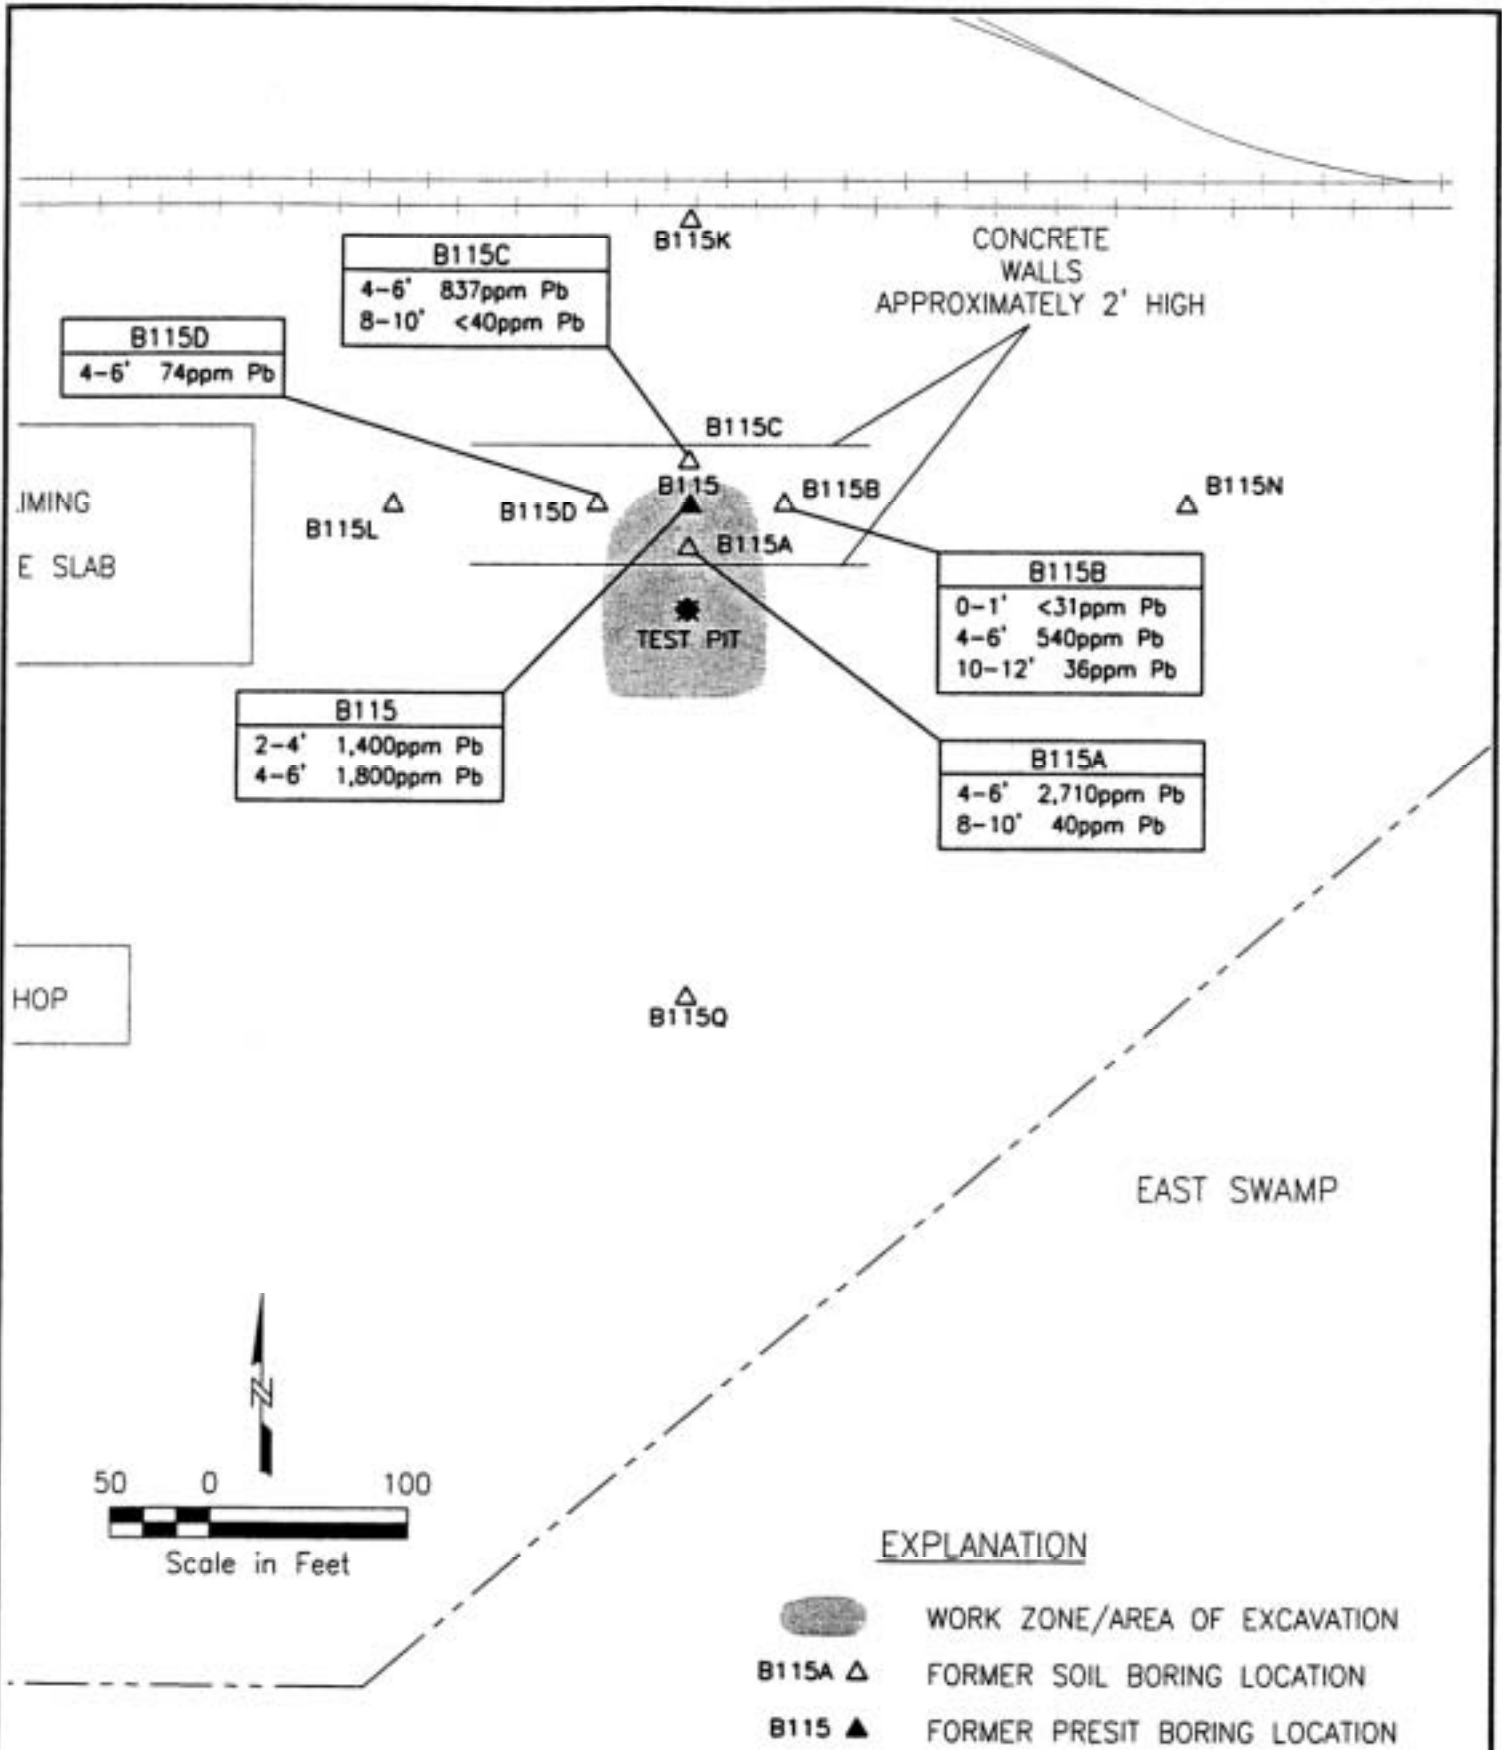 B115K
CONCRETE
WALLS
APPROXIMATELY 2' HIGH
B115C
4-6' 837ppm Pb
8-10' <40ppm Pb
B115D
4-6' 74ppm Pb
B115C
B115
B115B
B115N
B115L
B115D
B115A
IMING
E SLAB
TEST PIT
B115B
0-1' <31ppm Pb
4-6' 540ppm Pb
10-12' 36ppm Pb
B115
2-4' 1,400ppm Pb
4-6' 1,800ppm Pb
B115A
4-6' 2,710ppm Pb
8-10' 40ppm Pb
HOP
B115Q
EAST SWAMP
N
50 0 100
Scale in Feet
EXPLANATION
WORK ZONE/AREA OF EXCAVATION
B115A FORMER SOIL BORING LOCATION
B115 FORMER PRESIT BORING LOCATION